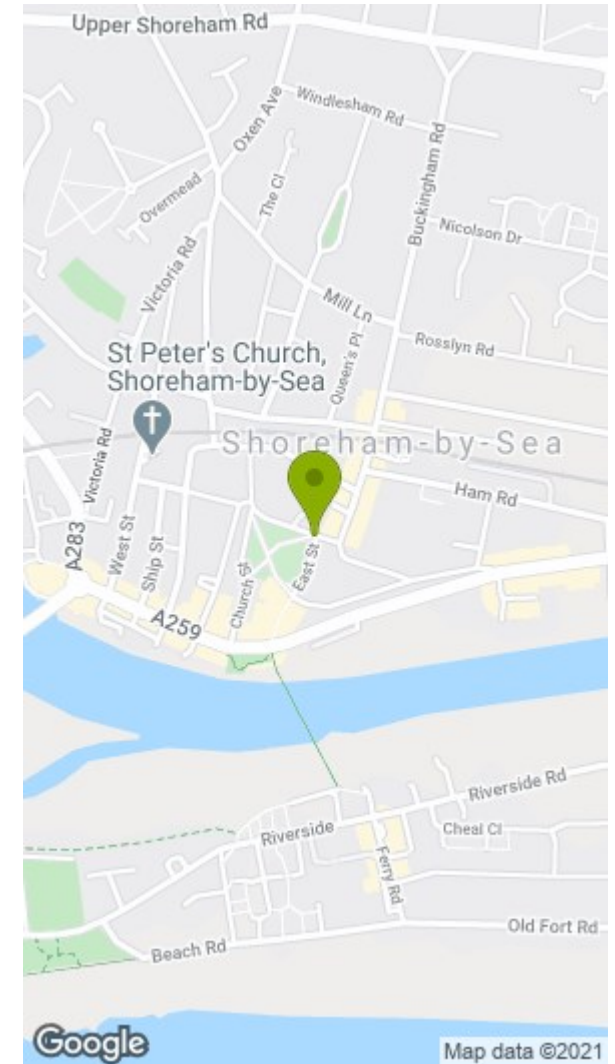 Upper Shoreham Rd
Windlesham Rd
Oxen Ave
The Cl
Overmead
Buckingham Rd
Nicolson Dr
Victoria Rd
Mill Ln
Rosslyn Rd
Queen's Pl
St Peter's Church,
Shoreham-by-Sea
Shoreham-by-Sea
Victoria Rd
Ham Rd
A283
West St
Ship St
East St
Church St
A259
Riverside Rd
Riverside
Cheal Cl
Ferry Rd
Old Fort Rd
Beach Rd
Google
Map data ©2021